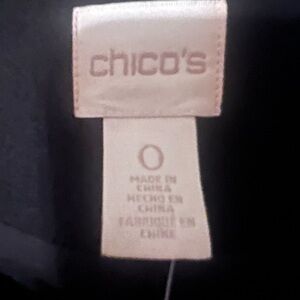 chico's
0
MADE IN
CHINA
HECHO EN
CHINA
FABRIQUÉ EN
CHINE